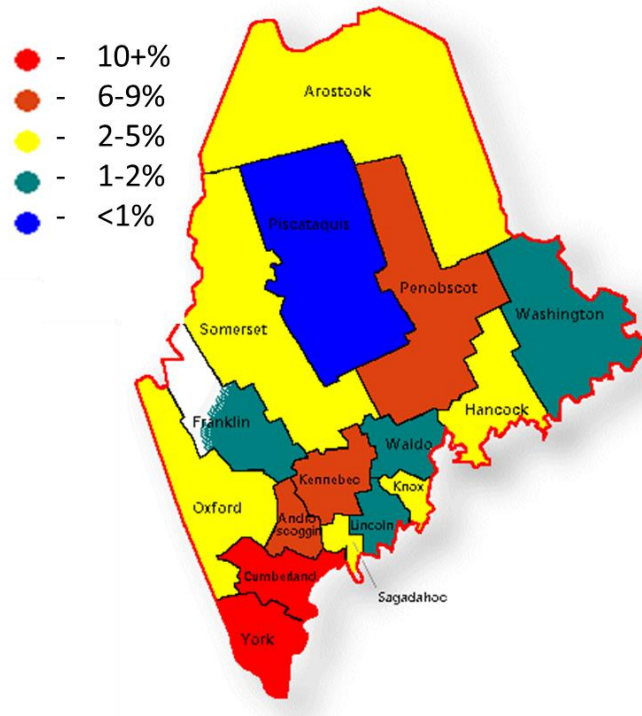 - 10+%
- 6-9%
- 2-5%
- 1-2%
- <1%
Arostook
Piscataquis
Penobscot
Washington
Somerset
Hancock
Franklin
Waldo
Kennebec
Knox
Oxford
Andro
scoggin
Lincoln
Cumberland
Sagadahoc
York